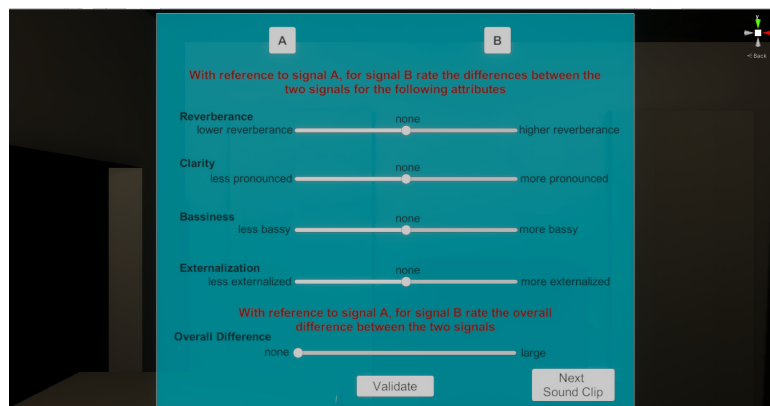 A
B
With reference to signal A, for signal B rate the differences between the
two signals for the following attributes
Reverberance
none
lower reverberance
higher reverberance
Clarity
none
less pronounced
more pronounced
Bassiness
none
less bassy
more bassy
Externalization
none
less externalized
more externalized
With reference to signal A, for signal B rate the overall
difference between the two signals
Overall Difference
none
large
Validate
Next
Sound Clip
y
< Back